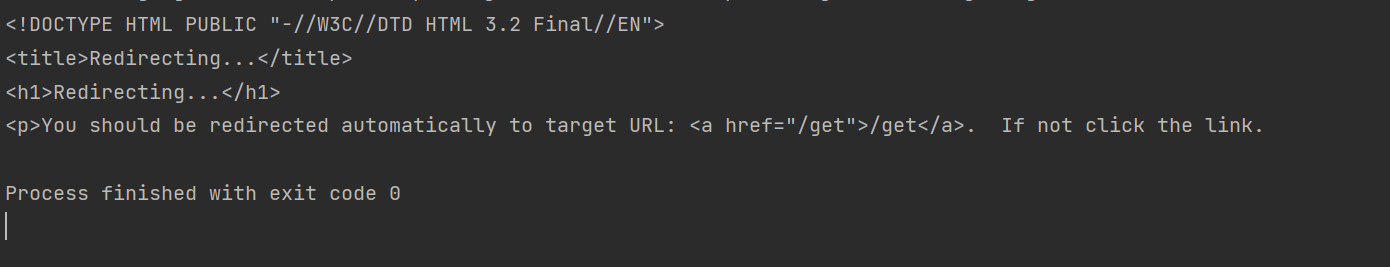 <!DOCTYPE HTML PUBLIC "-//W3C//DTD HTML 3.2 Final//EN">
<title>Redirecting...</title>
<h1>Redirecting...</h1>
<p>You should be redirected automatically to target URL: <a href="/get">/get</a>.  If not click the link.
Process finished with exit code 0